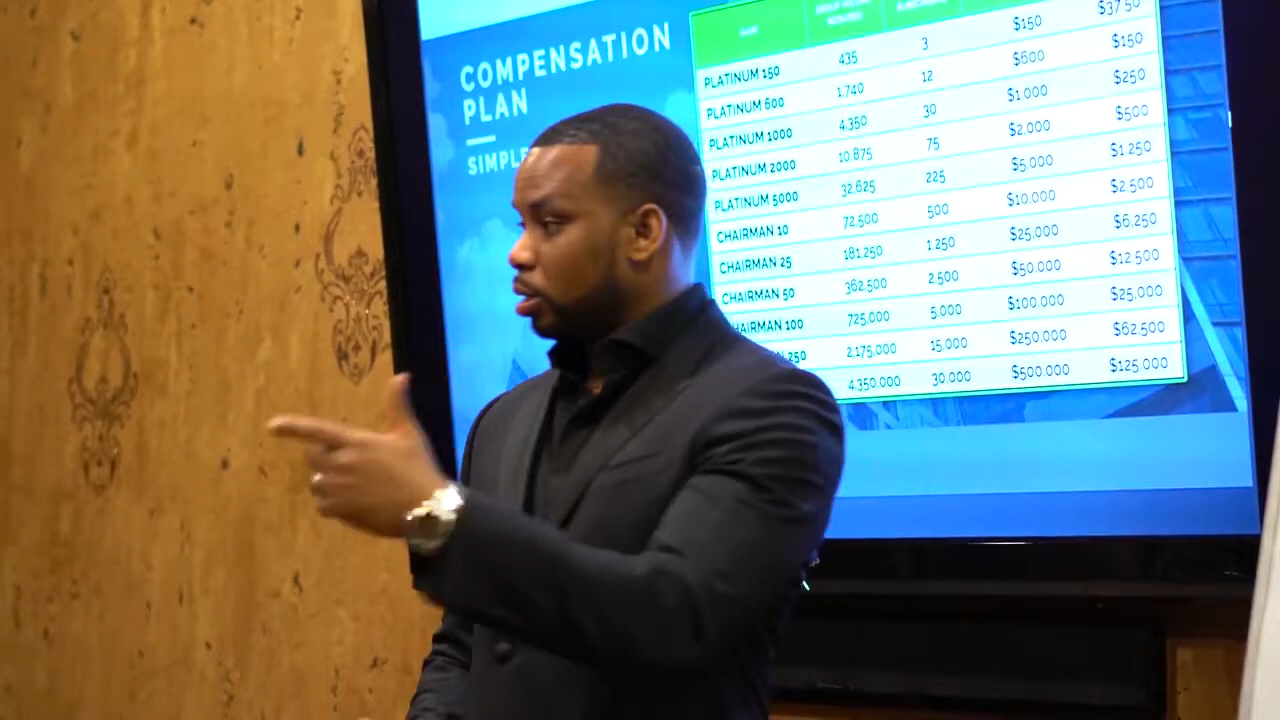 COMPENSATION
PLAN
SIMPLE
$150 $37.50
PLATINUM 150 435 3 $600 $150
PLATINUM 600 1,740 12 $1,000 $250
PLATINUM 1000 4,350 30 $2,000 $500
PLATINUM 2000 10,875 75 $5,000 $1,250
PLATINUM 5000 32,625 225 $10,000 $2,500
CHAIRMAN 10 72,500 500 $25,000 $6,250
CHAIRMAN 25 181,250 1,250 $50,000 $12,500
CHAIRMAN 50 362,500 2,500 $100,000 $25,000
HAIRMAN 100 725,000 5,000 $250,000 $62,500
250 2,175,000 15,000 $500,000 $125,000
4,350,000 30,000